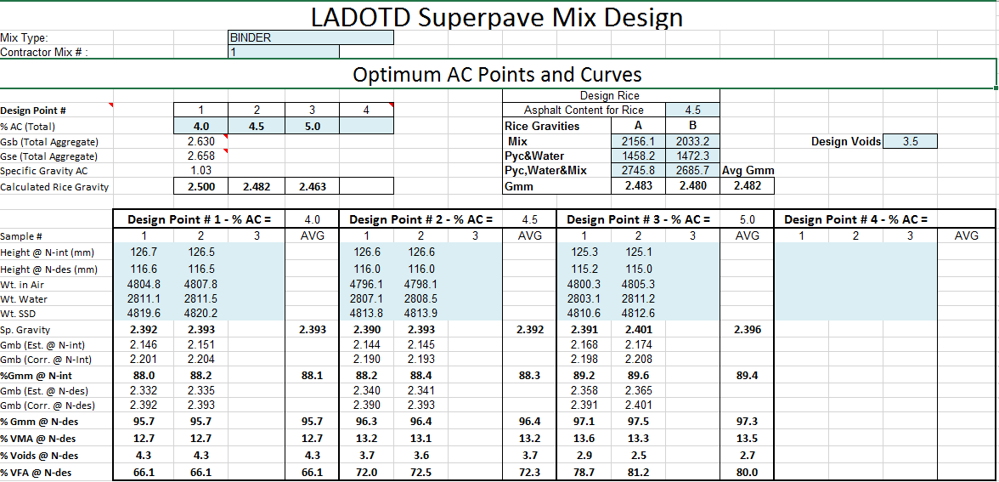 LADOTD Superpave Mix Design
Mix Type: BINDER
Contractor Mix # : 1
Optimum AC Points and Curves
Design Rice
Design Point # 1 2 3 4 Asphalt Content for Rice 4.5
% AC (Total) 4.0 4.5 5.0 Rice Gravities A B
Gsb (Total Aggregate) 2.630 Mix 2156.1 2033.2 Design Voids 3.5
Gse (Total Aggregate) 2.658 Pyc&Water 1458.2 1472.3
Specific Gravity AC 1.03 Pyc,Water&Mix 2745.8 2685.7 Avg Gmm
Calculated Rice Gravity 2.500 2.482 2.463 Gmm 2.483 2.480 2.482
Design Point # 1 - % AC = 4.0 Design Point # 2 - % AC = 4.5 Design Point # 3 - % AC = 5.0 Design Point # 4 - % AC =
Sample # 1 2 3 AVG 1 2 3 AVG 1 2 3 AVG 1 2 3 AVG
Height @ N-int (mm) 126.7 126.5 126.6 126.6 125.3 125.1
Height @ N-des (mm) 116.6 116.5 116.0 116.0 115.2 115.0
Wt. in Air 4804.8 4807.8 4796.1 4798.1 4800.3 4805.3
Wt. Water 2811.1 2811.5 2807.1 2808.5 2803.1 2811.2
Wt. SSD 4819.6 4820.2 4813.8 4813.9 4810.6 4812.6
Sp. Gravity 2.392 2.393 2.393 2.390 2.393 2.392 2.391 2.401 2.396
Gmb (Est. @ N-int) 2.146 2.151 2.144 2.145 2.168 2.174
Gmb (Corr. @ N-Int) 2.201 2.204 2.190 2.193 2.198 2.208
%Gmm @ N-int 88.0 88.2 88.1 88.2 88.4 88.3 89.2 89.6 89.4
Gmb (Est. @ N-des) 2.332 2.335 2.340 2.341 2.358 2.365
Gmb (Corr. @ N-des) 2.392 2.393 2.390 2.393 2.391 2.401
% Gmm @ N-des 95.7 95.7 95.7 96.3 96.4 96.4 97.1 97.5 97.3
% VMA @ N-des 12.7 12.7 12.7 13.2 13.1 13.2 13.6 13.3 13.5
% Voids @ N-des 4.3 4.3 4.3 3.7 3.6 3.7 2.9 2.5 2.7
% VFA @ N-des 66.1 66.1 66.1 72.0 72.5 72.3 78.7 81.2 80.0